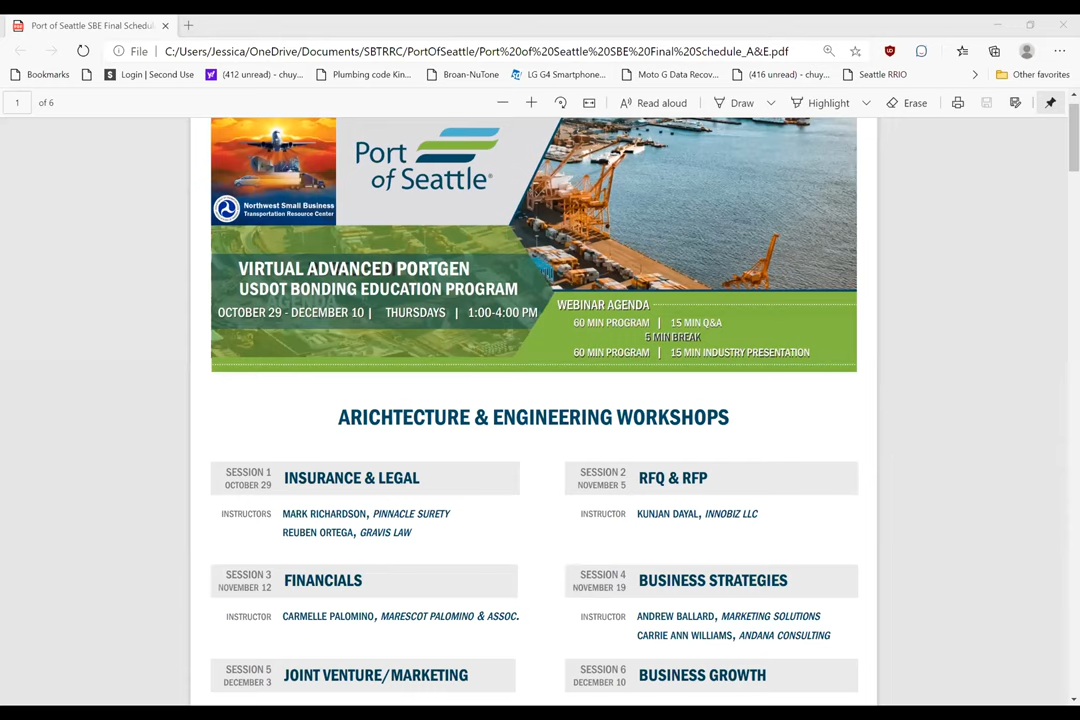 Port of Seattle SBE Final Schedul
File
C:/Users/Jessica/OneDrive/Documents/SBTRRC/PortOfSeattle/Port%20of%20Seattle%20SBE%20Final%20Schedule_A&E.pdf
Bookmarks
Login | Second Use
(412 unread) - chuy...
Plumbing code Kin...
Broan-NuTone
LG G4 Smartphone...
Moto G Data Recov...
(416 unread) - chuy...
Seattle RRIO
Other favorites
1 of 6
Read aloud
Draw
Highlight
Erase
Port
of Seattle®
Northwest Small Business
Transportation Resource Center
VIRTUAL ADVANCED PORTGEN
USDOT BONDING EDUCATION PROGRAM
AGENDA
OCTOBER 29 - DECEMBER 10 | THURSDAYS | 1:00-4:00 PM
WEBINAR AGENDA
60 MIN PROGRAM | 15 MIN Q&A
5 MIN BREAK
60 MIN PROGRAM | 15 MIN INDUSTRY PRESENTATION
ARICHTECTURE & ENGINEERING WORKSHOPS
SESSION 1
OCTOBER 29
INSURANCE & LEGAL
INSTRUCTORS
MARK RICHARDSON, PINNACLE SURETY
REUBEN ORTEGA, GRAVIS LAW
SESSION 2
NOVEMBER 5
RFQ & RFP
INSTRUCTOR
KUNJAN DAYAL, INNOBIZ LLC
SESSION 3
NOVEMBER 12
FINANCIALS
INSTRUCTOR
CARMELLE PALOMINO, MARESCOT PALOMINO & ASSOC.
SESSION 4
NOVEMBER 19
BUSINESS STRATEGIES
INSTRUCTOR
ANDREW BALLARD, MARKETING SOLUTIONS
CARRIE ANN WILLIAMS, ANDANA CONSULTING
SESSION 5
DECEMBER 3
JOINT VENTURE/MARKETING
SESSION 6
DECEMBER 10
BUSINESS GROWTH